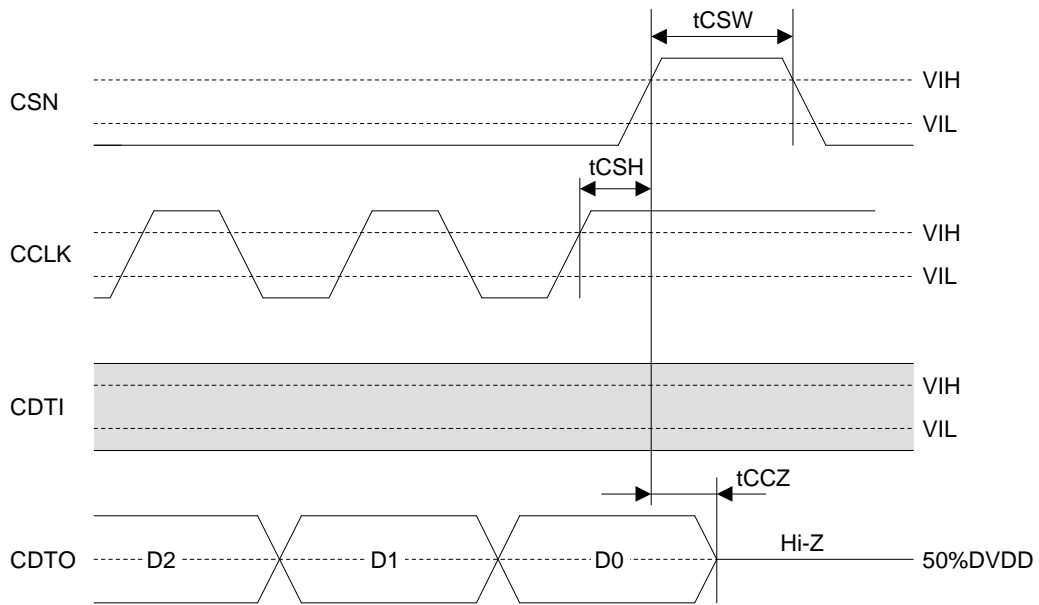 tCSW
CSN
VIH
VIL
tCSH
CCLK
VIH
VIL
CDTI
VIH
VIL
tCCZ
CDTO
D2
D1
D0
Hi-Z
50%DVDD